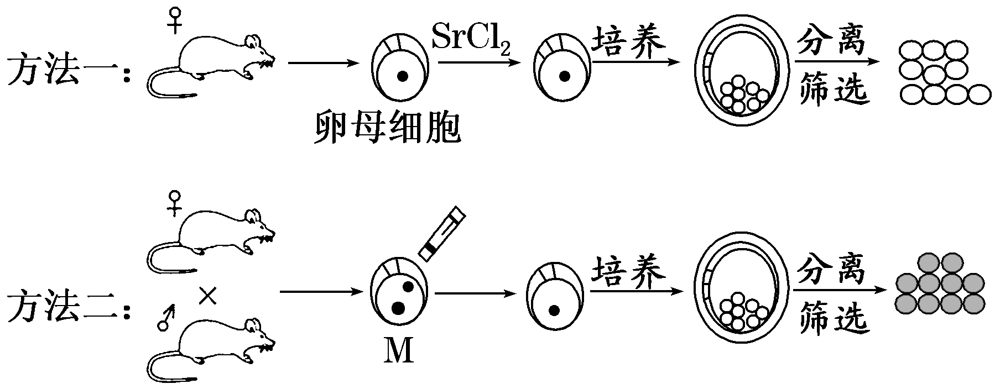 ♀
方法一： SrCl₂ 培养 分离 筛选
卵母细胞
♀
×
方法二： ♂ 培养 分离 筛选
M